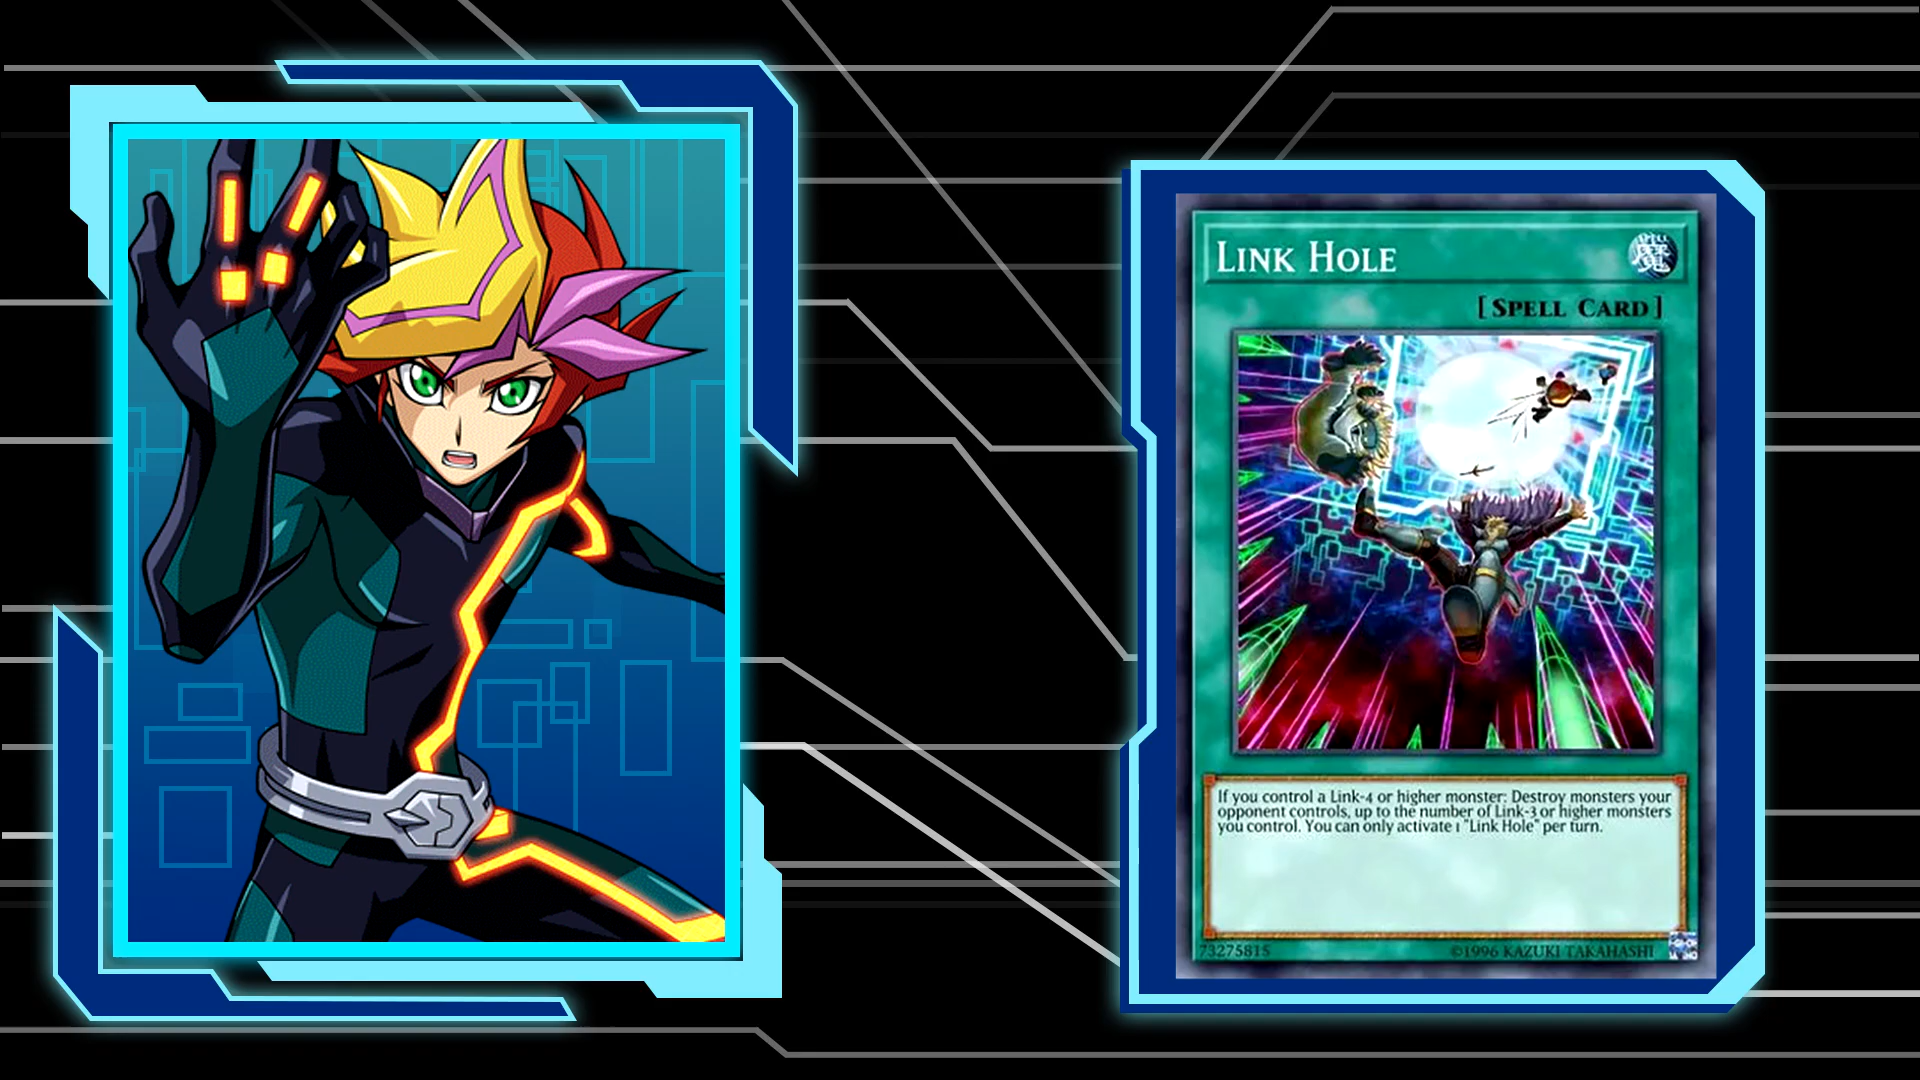 LINK HOLE
魔
[SPELL CARD]
If you control a Link-4 or higher monster: Destroy monsters your
opponent controls, up to the number of Link-3 or higher monsters
you control. You can only activate 1 "Link Hole" per turn.
73275815
©1996 KAZUKI TAKAHASHI